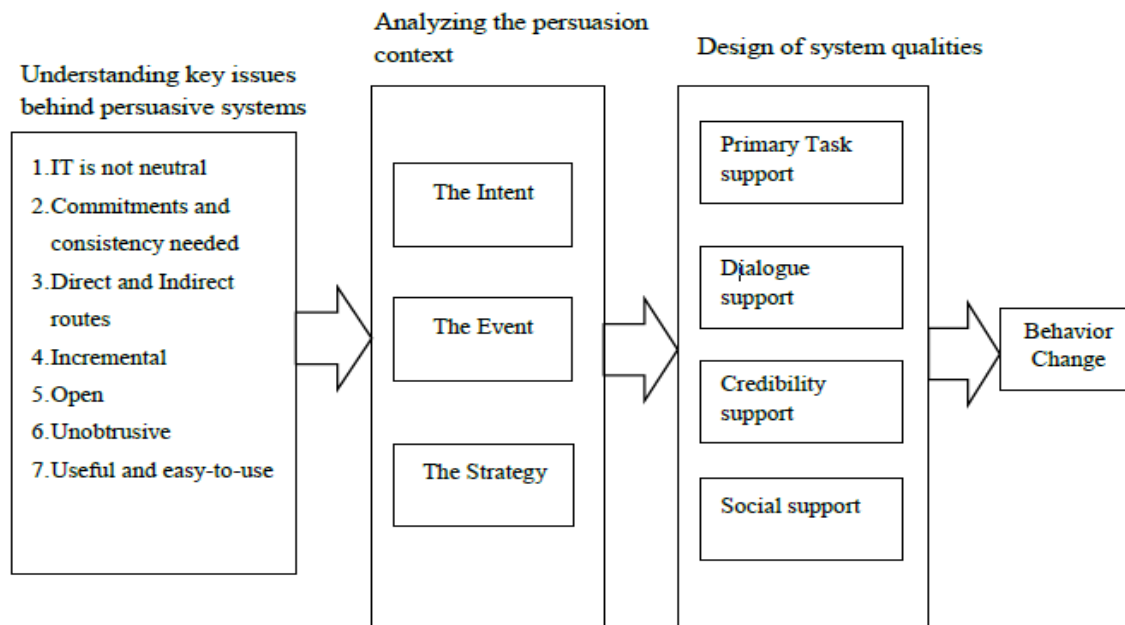 Understanding key issues
behind persuasive systems
1.IT is not neutral
2.Commitments and
consistency needed
3.Direct and Indirect
routes
4.Incremental
5.Open
6.Unobtrusive
7.Useful and easy-to-use
Analyzing the persuasion
context
The Intent
The Event
The Strategy
Design of system qualities
Primary Task
support
Dialogue
support
Credibility
support
Social support
Behavior
Change